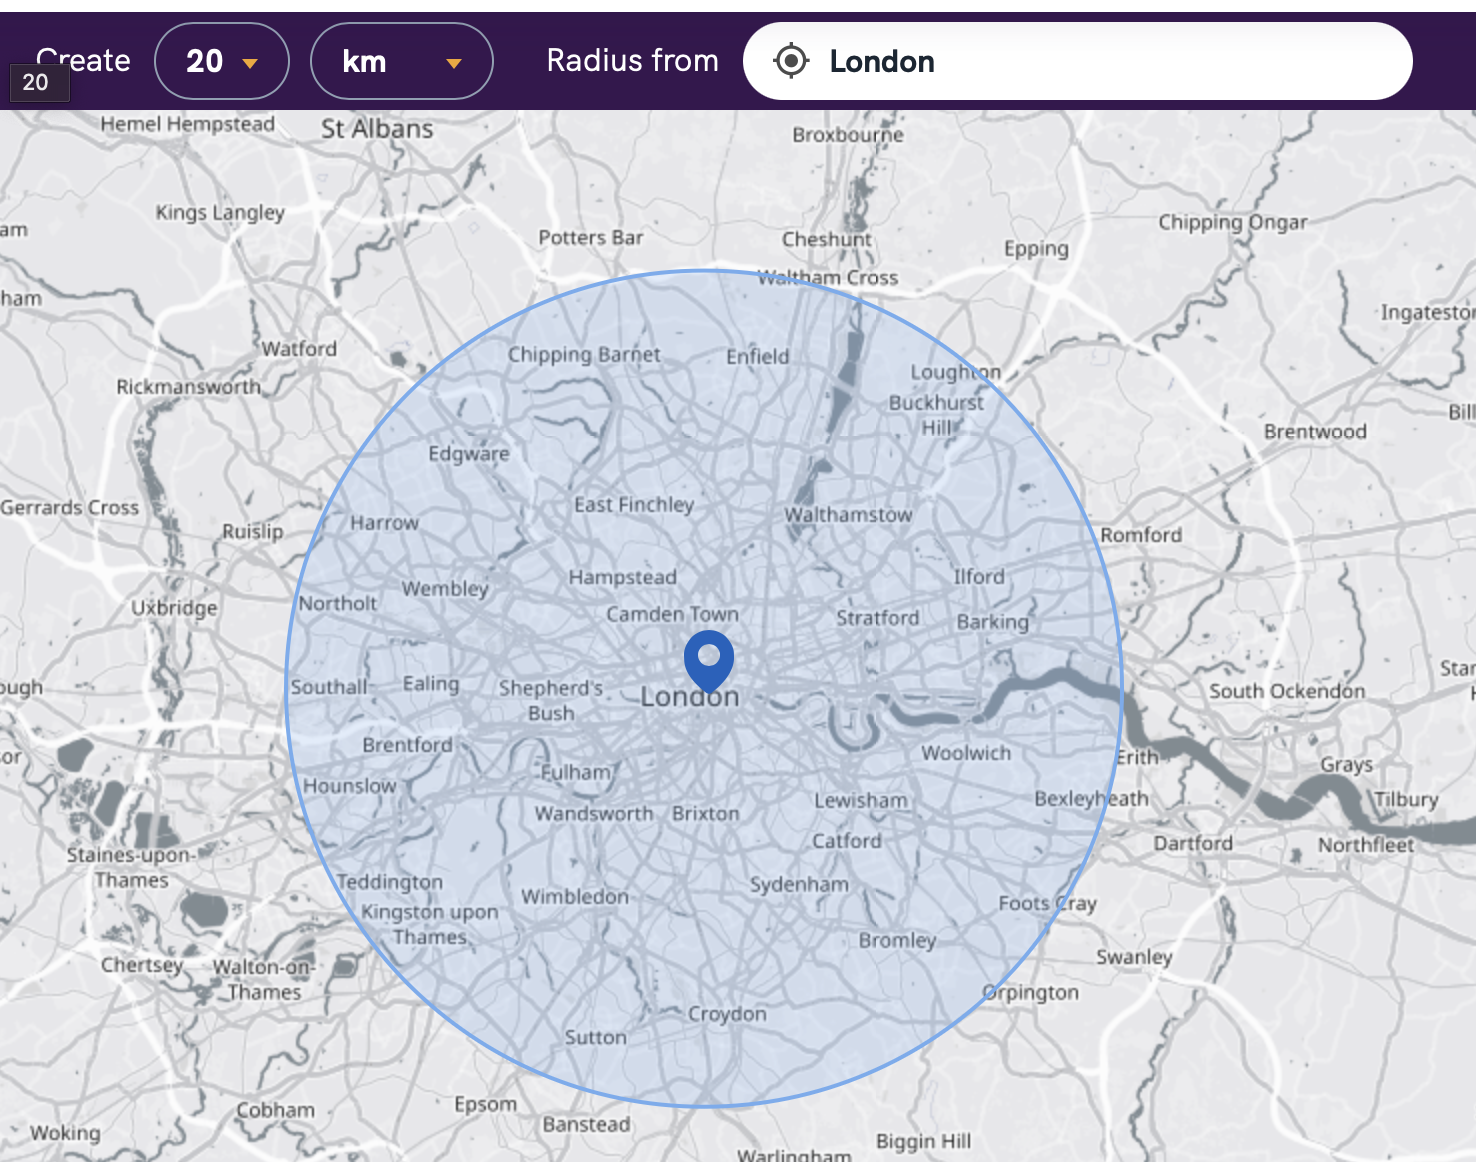 Create 20 km Radius from London
20
Hemel Hempstead
St Albans
Broxbourne
Kings Langley
Chipping Ongar
am
Potters Bar
Cheshunt
Epping
Waltham Cross
ham
Ingatestor
Watford
Chipping Barnet
Enfield
Loughton
Rickmansworth
Buckhurst
Hill
Bill
Brentwood
Edgware
Gerrards Cross
East Finchley
Walthamstow
Harrow
Ruislip
Romford
Hampstead
Ilford
Wembley
Northolt
Uxbridge
Camden Town
Stratford
Barking
Star
H
ough
Southall
Ealing
Shepherd's
Bush
London
South Ockendon
Brentford
Woolwich
Erith
or
Grays
Fulham
Hounslow
Wandsworth
Brixton
Lewisham
Bexleyheath
Tilbury
Catford
Dartford
Northfleet
Staines-upon-
Thames
Teddington
Sydenham
Wimbledon
Foots Cray
Kingston upon
Thames
Bromley
Swanley
Chertsey
Walton-on-
Thames
Orpington
Croydon
Sutton
Cobham
Epsom
Banstead
Woking
Biggin Hill
Warlingham